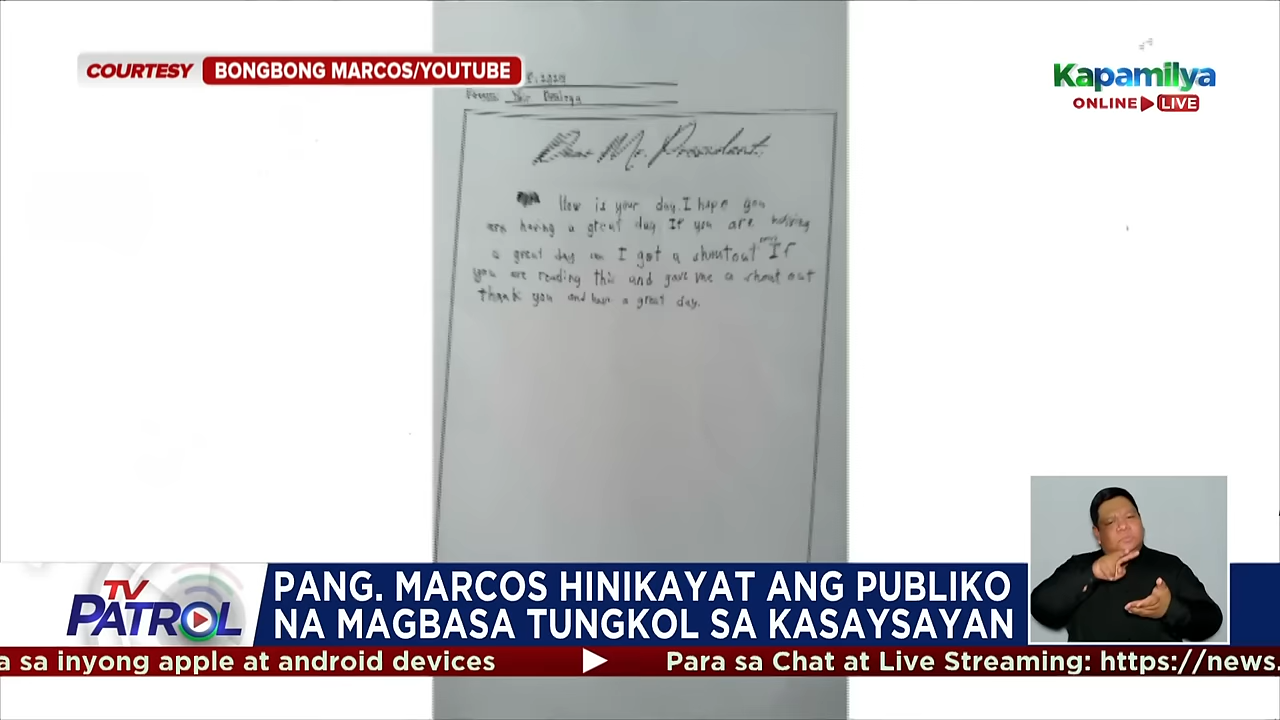 COURTESY
BONGBONG MARCOS/YOUTUBE
Kapamilya
ONLINE LIVE
Dear Mr. President,
How is your day. I hope you
are having a great day If you are
a great day I got a shoutout If
you are reading this and gave me a shout out
thank you and have a great day.
TV PATROL
PANG. MARCOS HINIKAYAT ANG PUBLIKO
NA MAGBASA TUNGKOL SA KASAYSAYAN
a sa inyong apple at android devices Para sa Chat at Live Streaming: https://news.